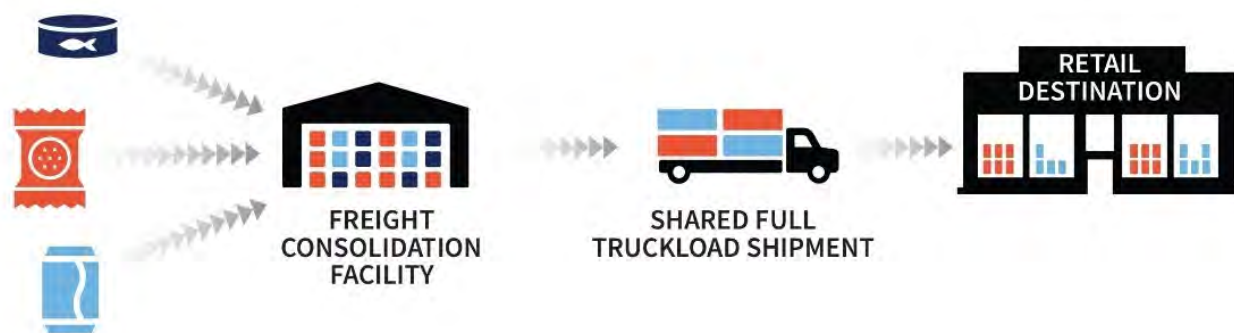 RETAIL
DESTINATION
FREIGHT
CONSOLIDATION
FACILITY
SHARED FULL
TRUCKLOAD SHIPMENT